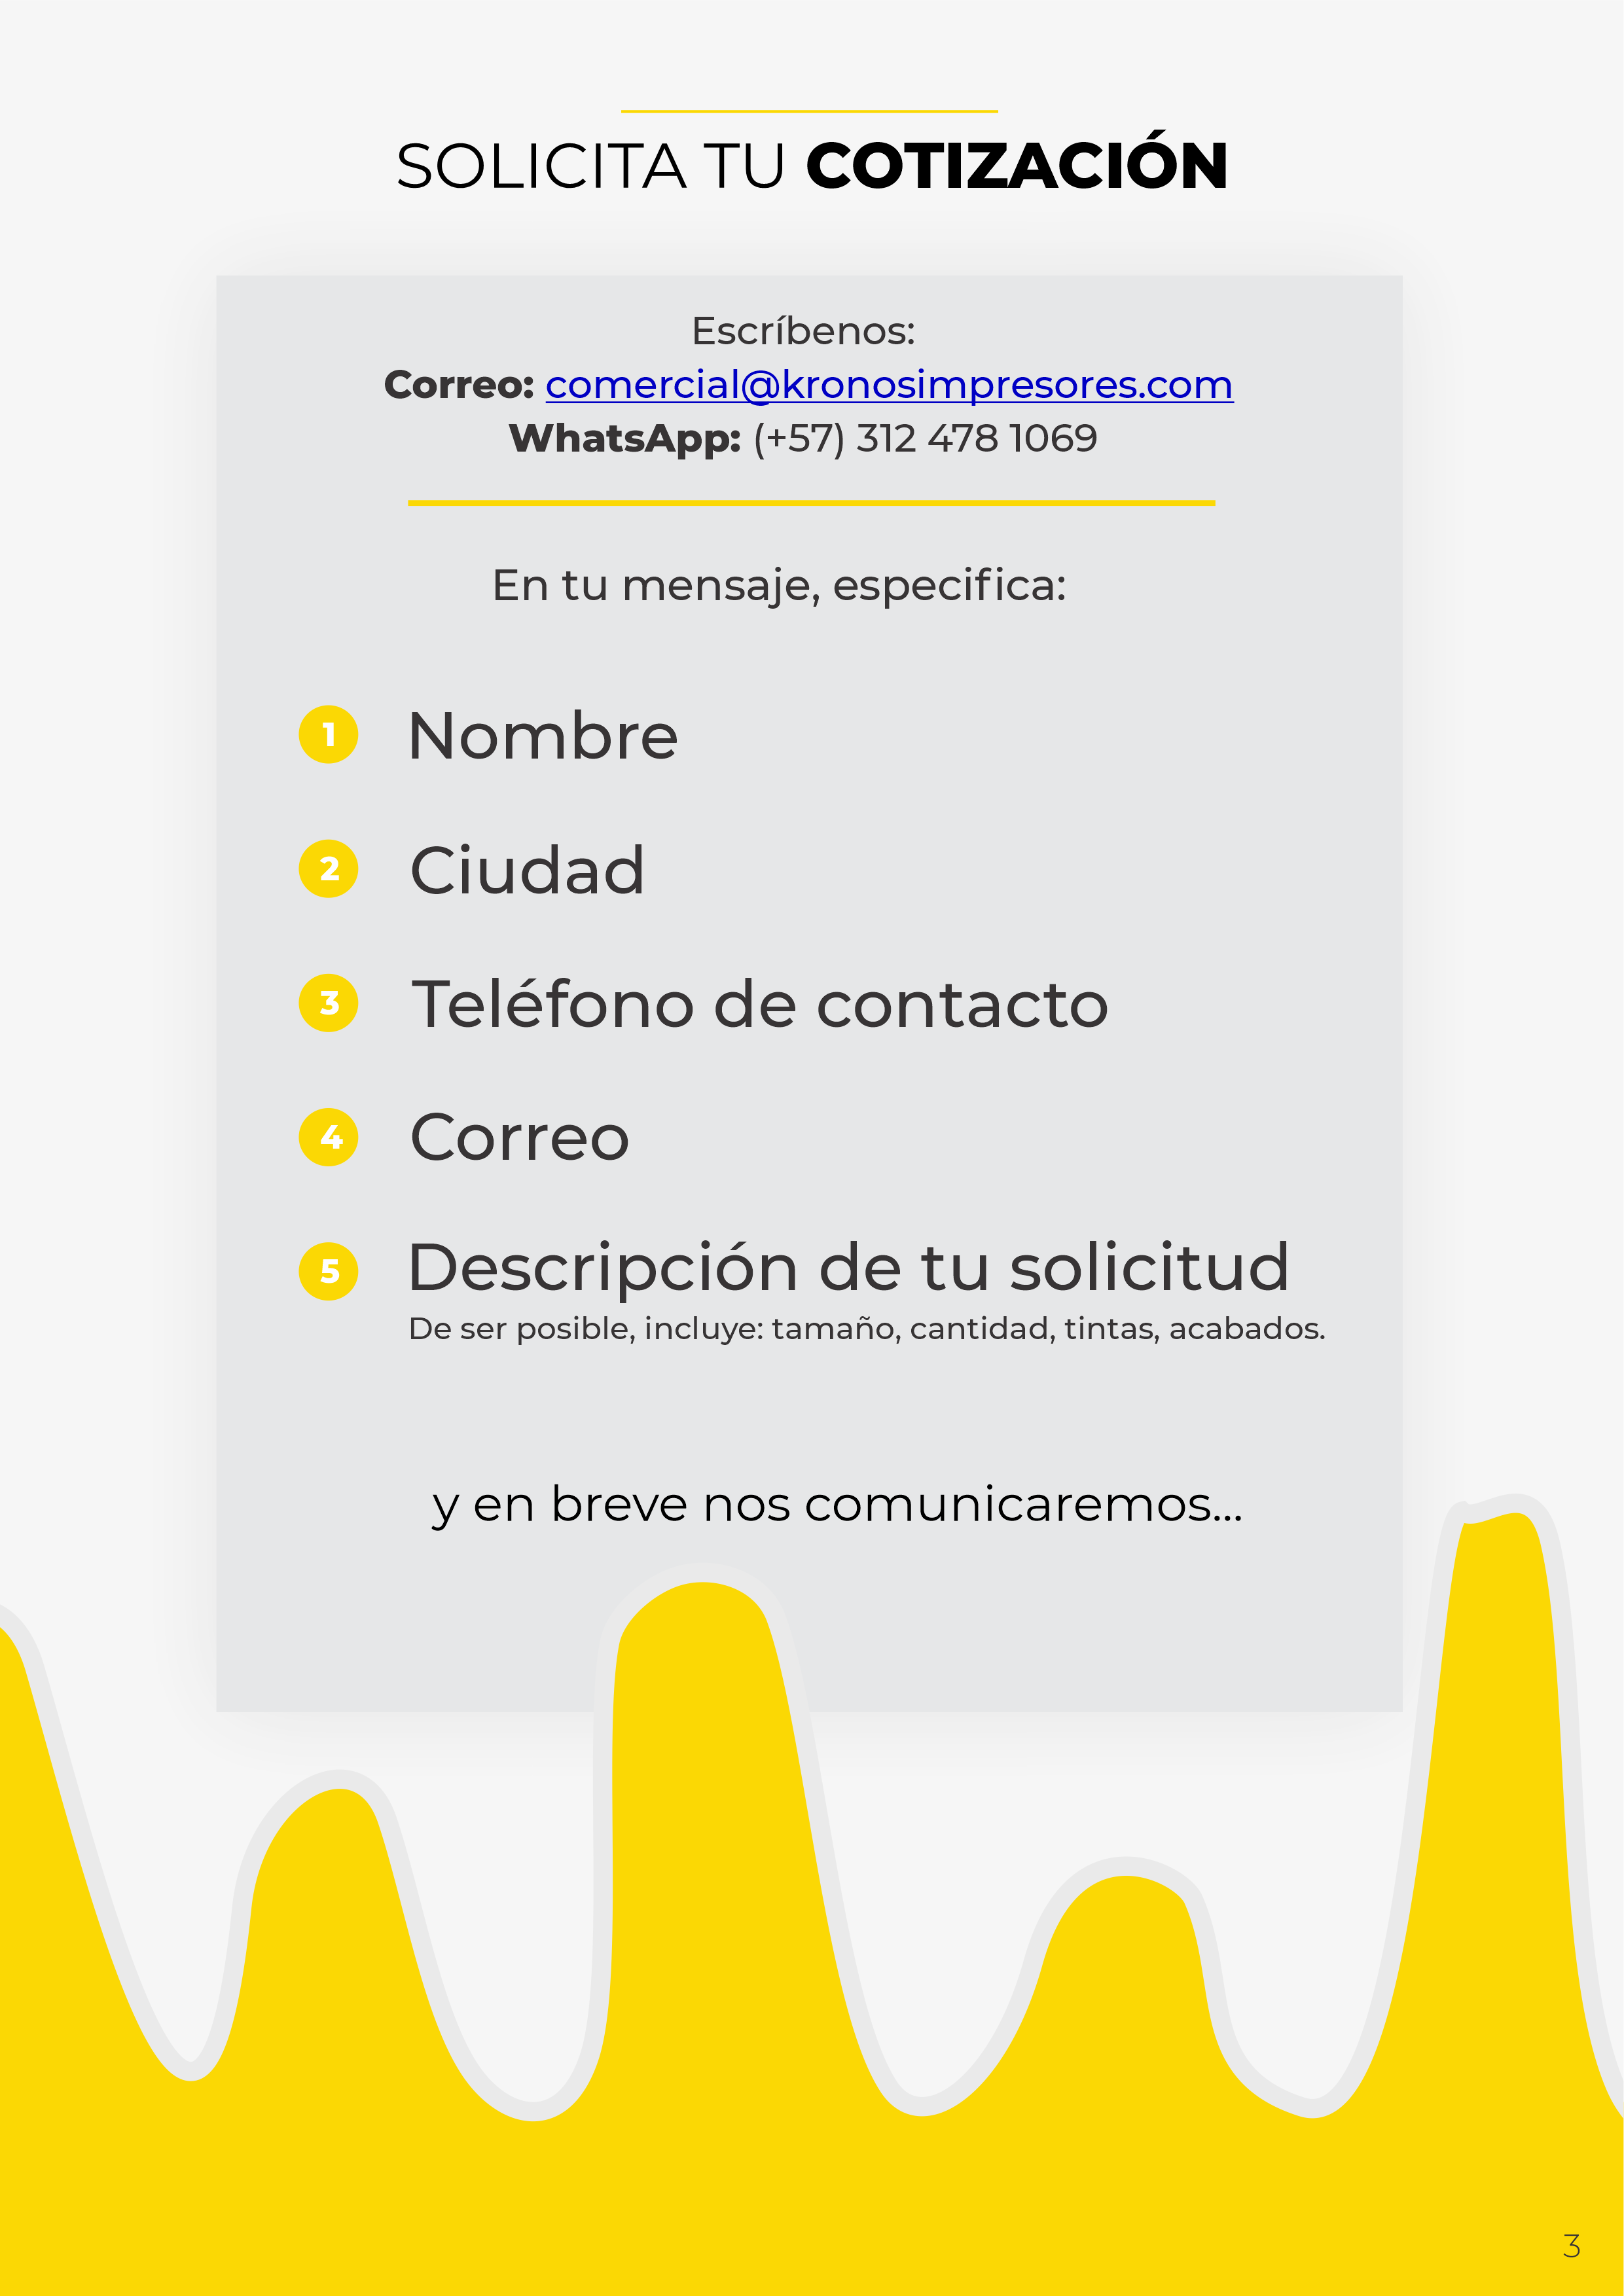 SOLICITA TU COTIZACIÓN
Escríbenos:
Correo: comercial@kronosimpresores.com
WhatsApp: (+57) 312 478 1069
En tu mensaje, especifica:
1 Nombre
2 Ciudad
3 Teléfono de contacto
4 Correo
5 Descripción de tu solicitud
De ser posible, incluye: tamaño, cantidad, tintas, acabados.
y en breve nos comunicaremos...
3